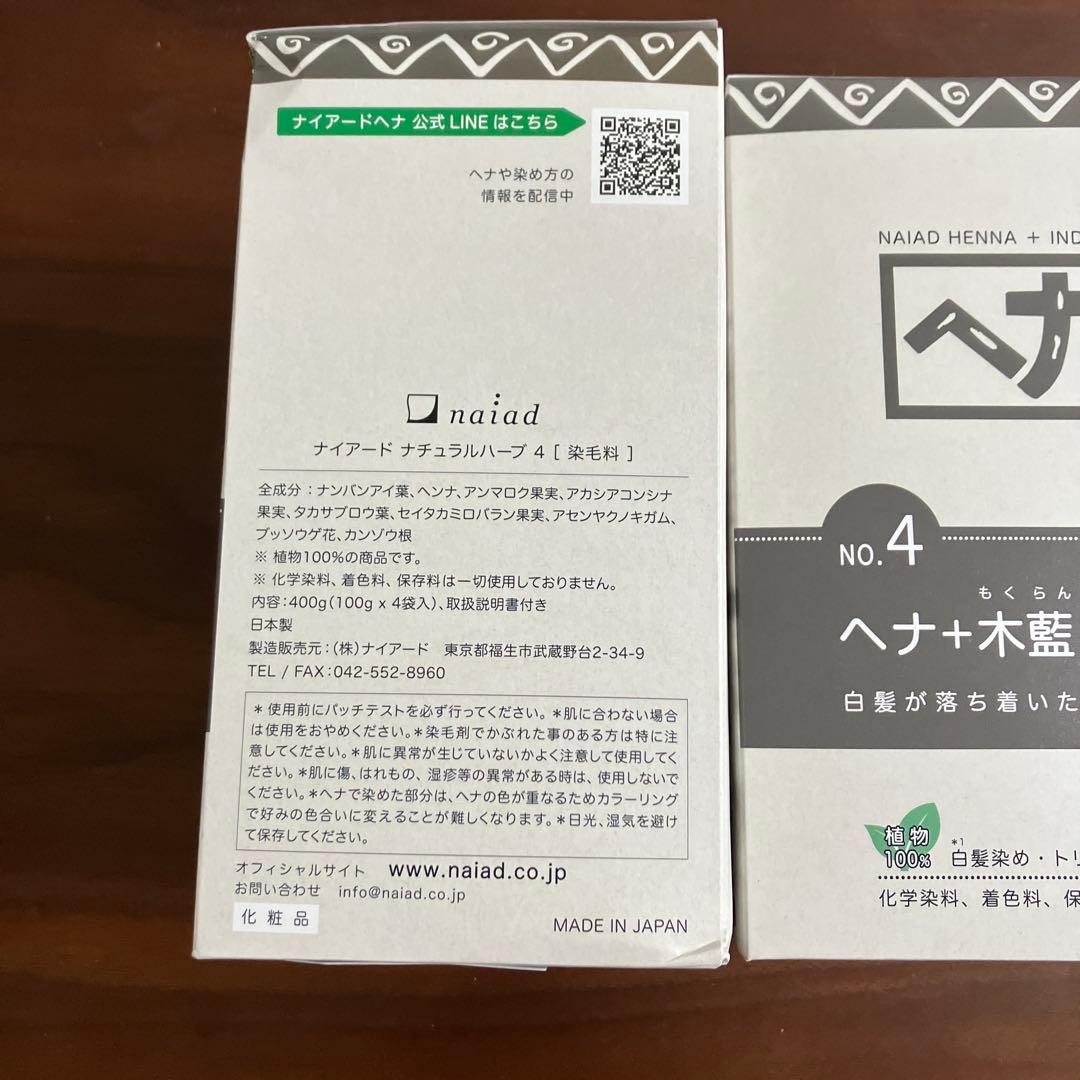 ナイアードヘナ 公式LINEはこちら
ヘナや染め方の
情報を配信中
naiad
ナイアード ナチュラルハーブ 4 [ 染毛料 ]
全成分：ナンバンアイ葉、ヘンナ、アンマロク果実、アカシアコンシナ
果実、タカサブロウ葉、セイタカミロバラン果実、アセンヤクノキガム、
ブッソウゲ花、カンゾウ根
※ 植物100%の商品です。
※ 化学染料、着色料、保存料は一切使用しておりません。
内容：400g（100g x 4袋入）、取扱説明書付き
日本製
製造販売元：（株）ナイアード 東京都福生市武蔵野台2-34-9
TEL / FAX：042-552-8960
＊ 使用前にパッチテストを必ず行ってください。＊肌に合わない場合
は使用をおやめください。＊染毛剤でかぶれた事のある方は特に注
意してください。＊肌に異常が生じていないかよく注意して使用してく
ださい。＊肌に傷、はれもの、湿疹等の異常がある時は、使用しないで
ください。＊ヘナで染めた部分は、ヘナの色が重なるためカラーリング
で好みの色合いに変えることが難しくなります。＊日光、湿気を避け
て保存してください。
オフィシャルサイト www.naiad.co.jp
お問い合わせ info@naiad.co.jp
化粧品
MADE IN JAPAN
NAIAD HENNA + IND
ヘナ
NO.4
もくらん
ヘナ+木藍
白髪が落ち着いた
植物
100%
*1
白髪染め・トリ
化学染料、着色料、保